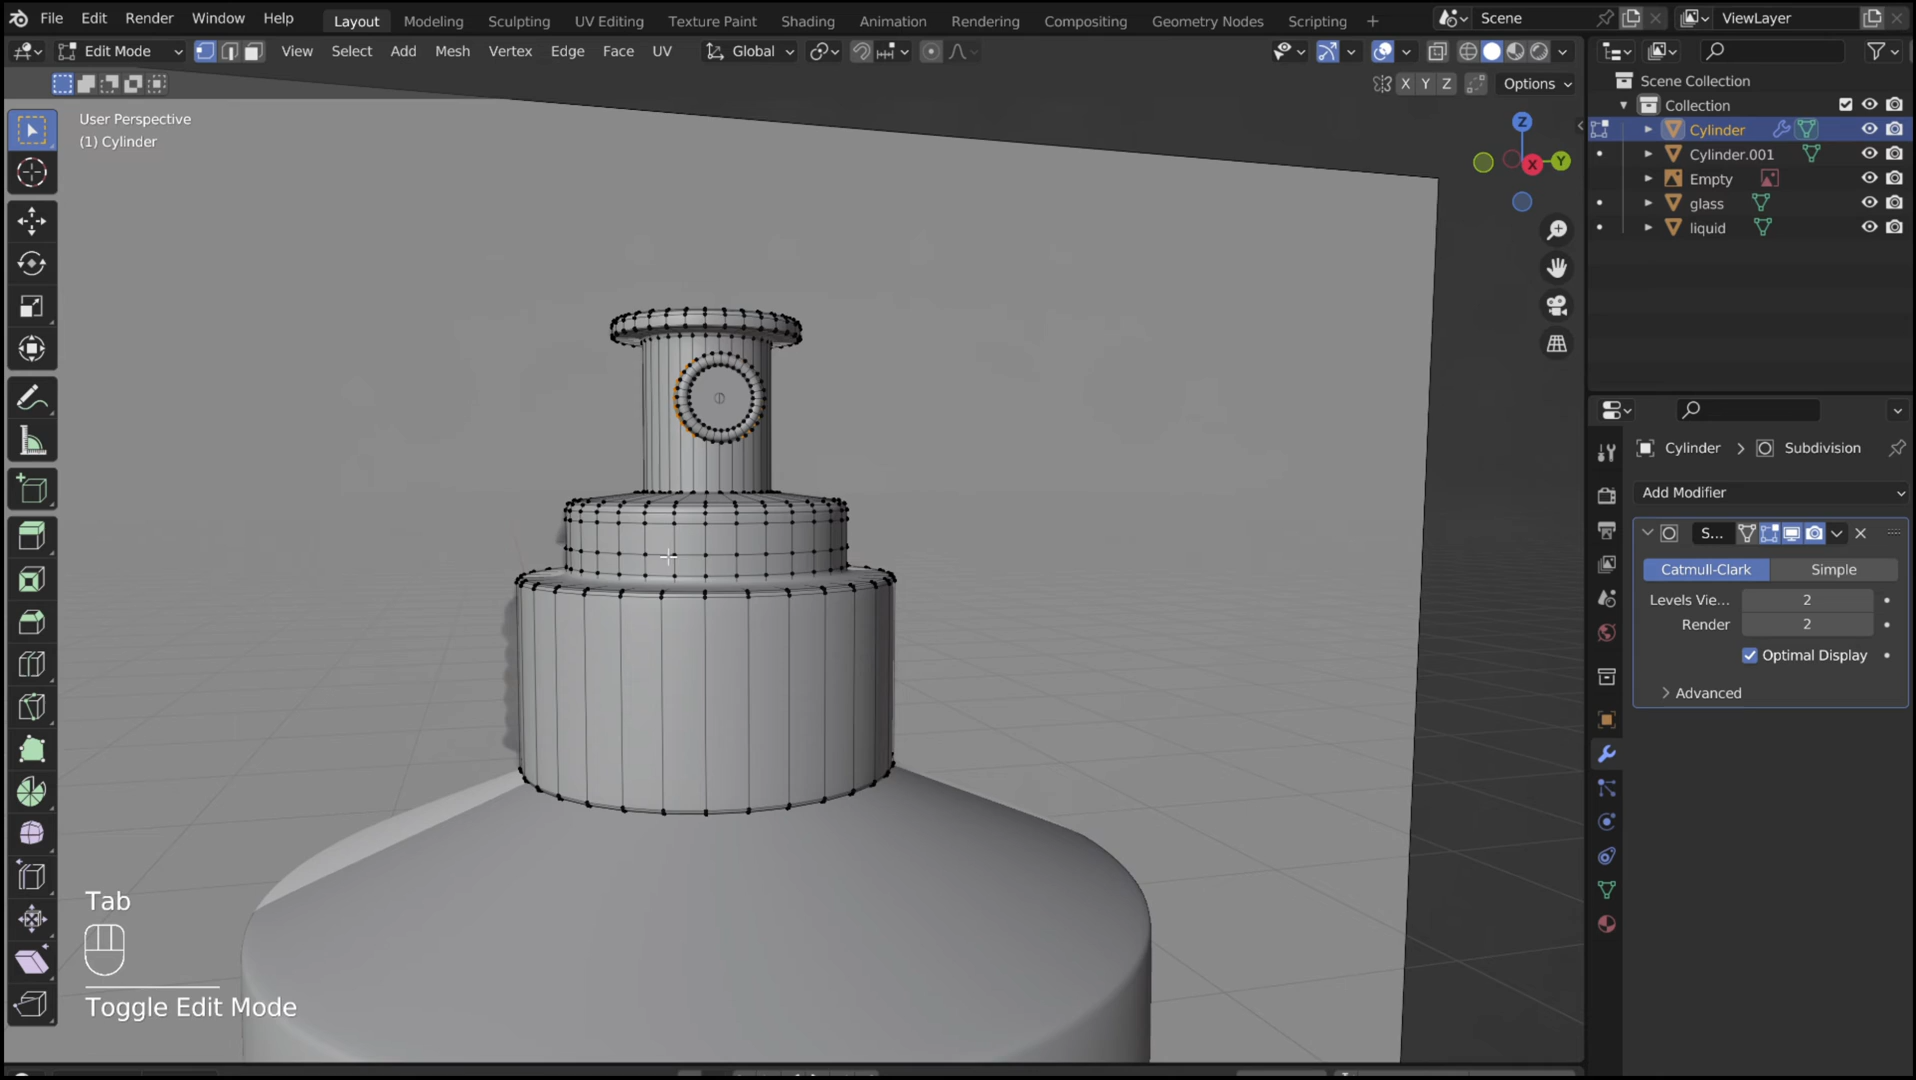 File Edit Render Window Help Layout Modeling Sculpting UV Editing Texture Paint Shading Animation Rendering Compositing Geometry Nodes Scripting + Scene ViewLayer
Edit Mode View Select Add Mesh Vertex Edge Face UV Global
X Y Z Options
User Perspective
(1) Cylinder
Z
X Y
Scene Collection
Collection
Cylinder
Cylinder.001
Empty
glass
liquid
Cylinder > Subdivision
Add Modifier
S...
Catmull-Clark Simple
Levels Vie... 2
Render 2
Optimal Display
Advanced
Tab
Toggle Edit Mode